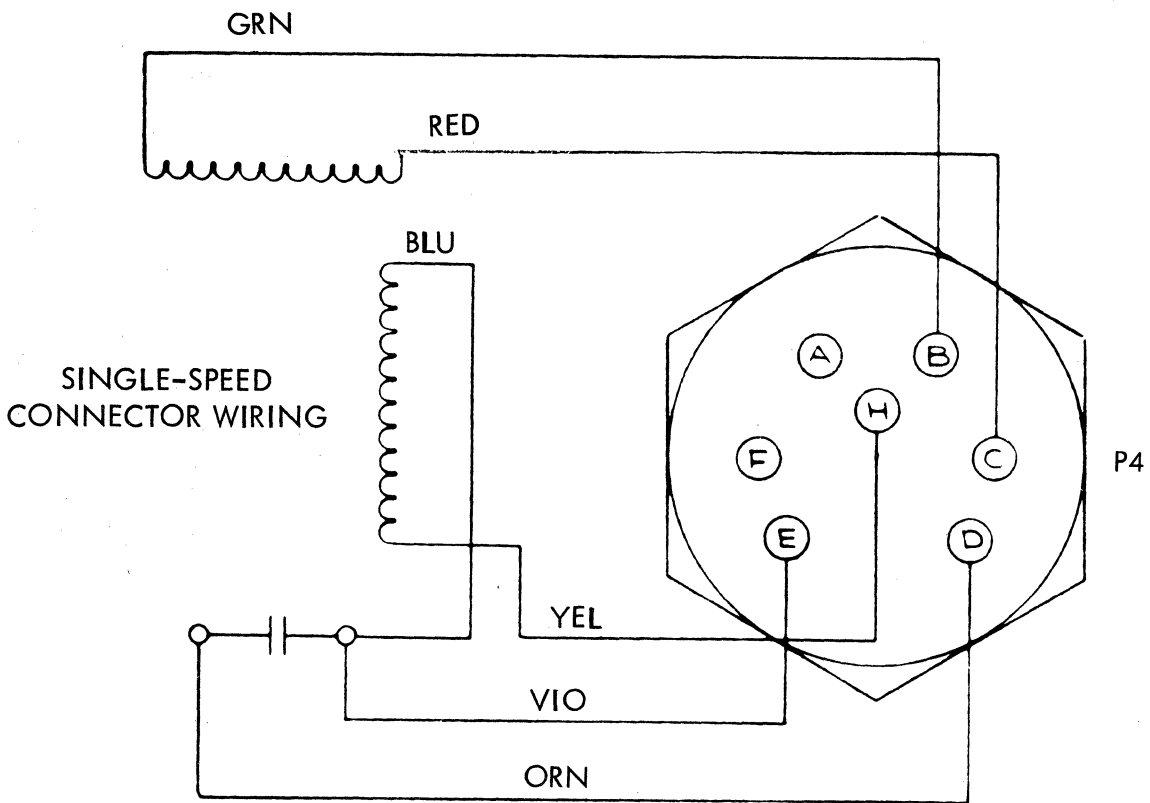 GRN
RED
BLU
SINGLE-SPEED
CONNECTOR WIRING
A
B
H
F
C
P4
E
D
YEL
VIO
ORN